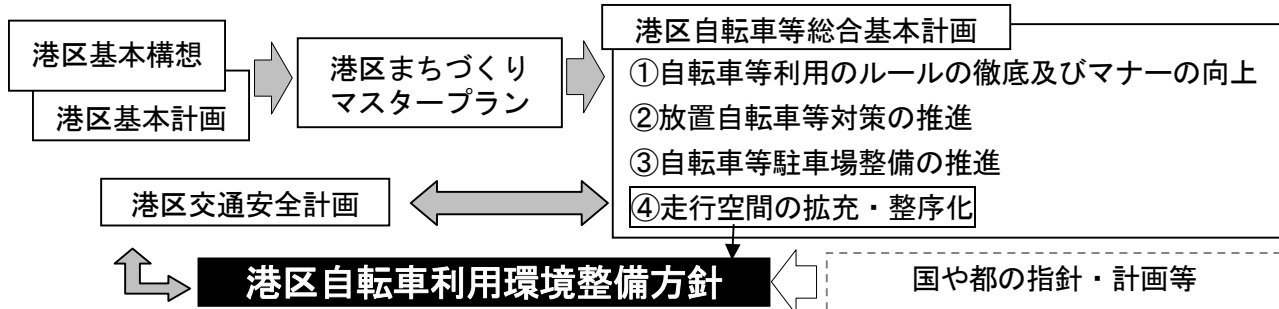 港区基本構想
港区基本計画
港区まちづくり
マスタープラン
港区自転車等総合基本計画
①自転車等利用のルールの徹底及びマナーの向上
②放置自転車等対策の推進
③自転車等駐車場整備の推進
④走行空間の拡充・整序化
港区交通安全計画
港区自転車利用環境整備方針
国や都の指針・計画等